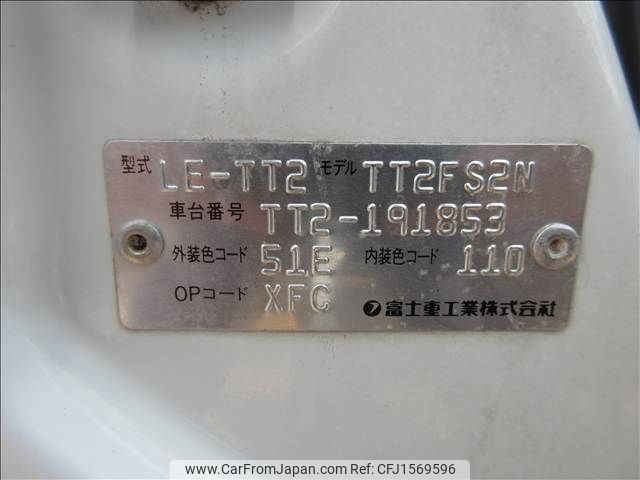 型式 LE-TT2 モデル TT2FS2N
車台番号 TT2-191853
外装色コード 51E 内装色コード 110
OPコード XFC
富士重工業株式会社
www.CarFromJapan.com | CFJ1569596